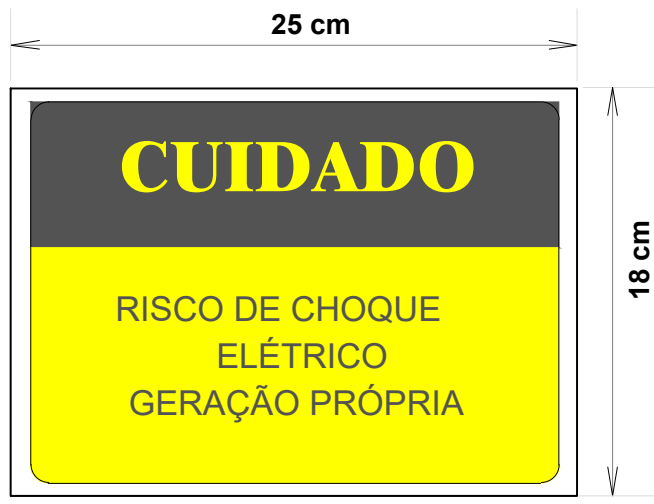 25 cm
CUIDADO
18 cm
RISCO DE CHOQUE
ELÉTRICO
GERAÇÃO PRÓPRIA